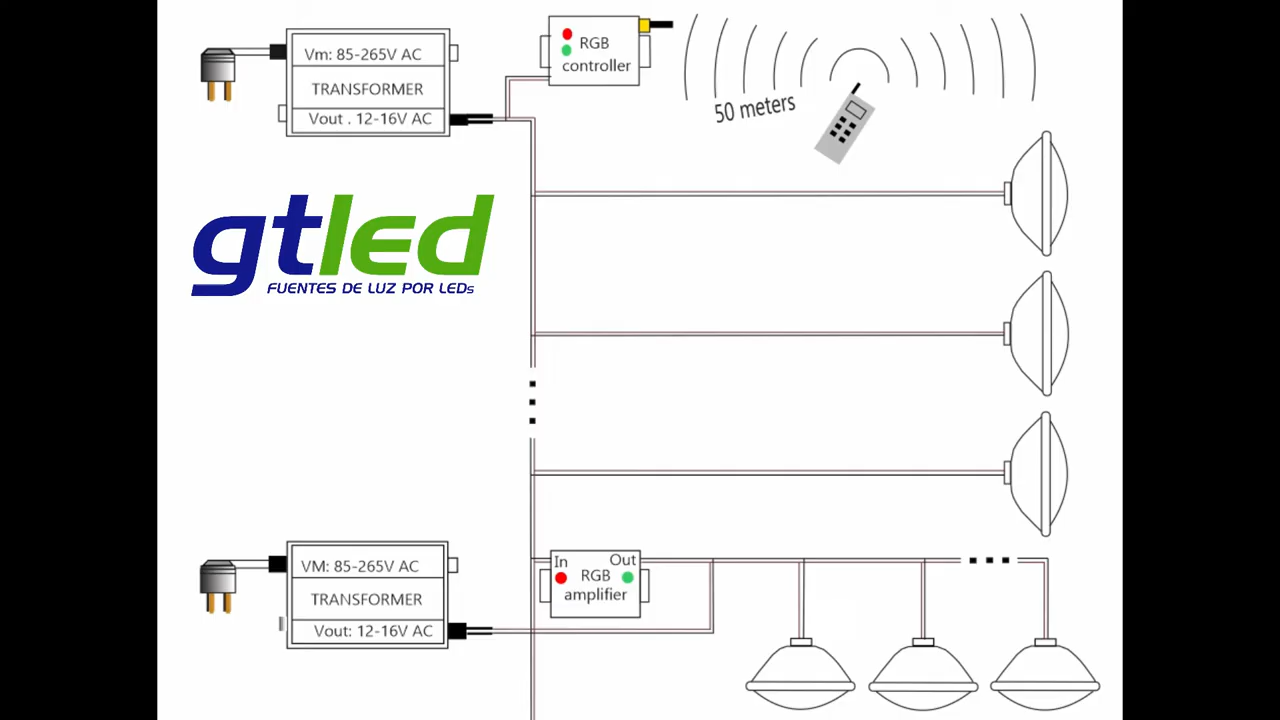 Vm: 85-265V AC
TRANSFORMER
Vout . 12-16V AC
RGB
controller
50 meters
gtled
FUENTES DE LUZ POR LEDs
VM: 85-265V AC
TRANSFORMER
Vout: 12-16V AC
In
Out
RGB
amplifier